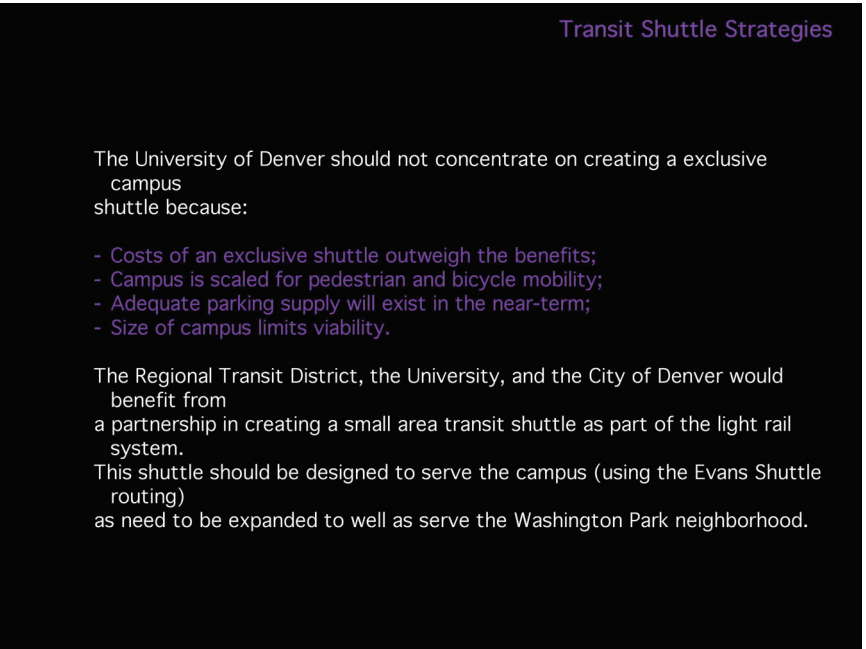 Transit Shuttle Strategies
The University of Denver should not concentrate on creating a exclusive
campus
shuttle because:
- Costs of an exclusive shuttle outweigh the benefits;
- Campus is scaled for pedestrian and bicycle mobility;
- Adequate parking supply will exist in the near-term;
- Size of campus limits viability.
The Regional Transit District, the University, and the City of Denver would
benefit from
a partnership in creating a small area transit shuttle as part of the light rail
system.
This shuttle should be designed to serve the campus (using the Evans Shuttle
routing)
as need to be expanded to well as serve the Washington Park neighborhood.